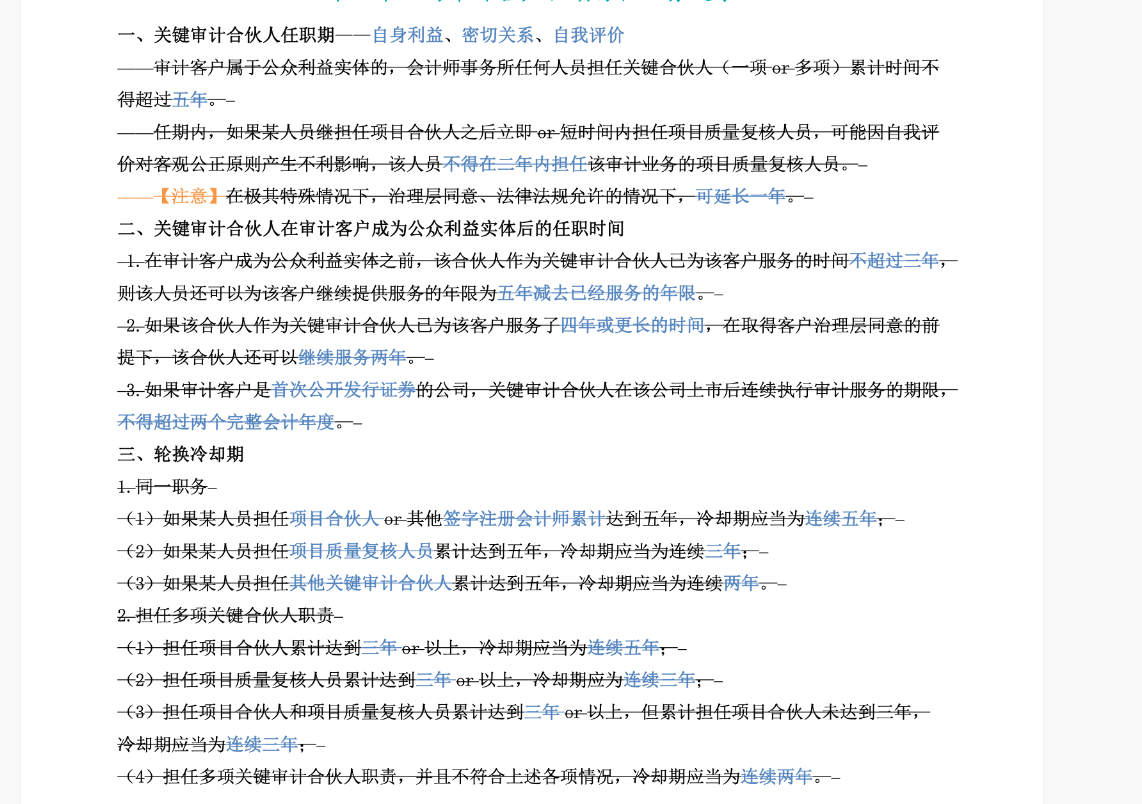 一、关键审计合伙人任职期——自身利益、密切关系、自我评价
——审计客户属于公众利益实体的，会计师事务所任何人员担任关键合伙人（一项 or 多项）累计时间不
得超过五年。
——任期内，如果某人员继担任项目合伙人之后立即 or 短时间内担任项目质量复核人员，可能因自我评
价对客观公正原则产生不利影响，该人员不得在二年内担任该审计业务的项目质量复核人员。
——【注意】在极其特殊情况下，治理层同意、法律法规允许的情况下，可延长一年。
二、关键审计合伙人在审计客户成为公众利益实体后的任职时间
1.在审计客户成为公众利益实体之前，该合伙人作为关键审计合伙人已为该客户服务的时间不超过三年，
则该人员还可以为该客户继续提供服务的年限为五年减去已经服务的年限。
2.如果该合伙人作为关键审计合伙人已为该客户服务了四年或更长的时间，在取得客户治理层同意的前
提下，该合伙人还可以继续服务两年。
3.如果审计客户是首次公开发行证券的公司，关键审计合伙人在该公司上市后连续执行审计服务的期限，
不得超过两个完整会计年度。
三、轮换冷却期
1.同一职务
（1）如果某人员担任项目合伙人 or 其他签字注册会计师累计达到五年，冷却期应当为连续五年；
（2）如果某人员担任项目质量复核人员累计达到五年，冷却期应当为连续三年；
（3）如果某人员担任其他关键审计合伙人累计达到五年，冷却期应当为连续两年。
2.担任多项关键合伙人职责
（1）担任项目合伙人累计达到三年 or 以上，冷却期应当为连续五年；
（2）担任项目质量复核人员累计达到三年 or 以上，冷却期应为连续三年；
（3）担任项目合伙人和项目质量复核人员累计达到三年 or 以上，但累计担任项目合伙人未达到三年，
冷却期应当为连续三年；
（4）担任多项关键审计合伙人职责，并且不符合上述各项情况，冷却期应当为连续两年。